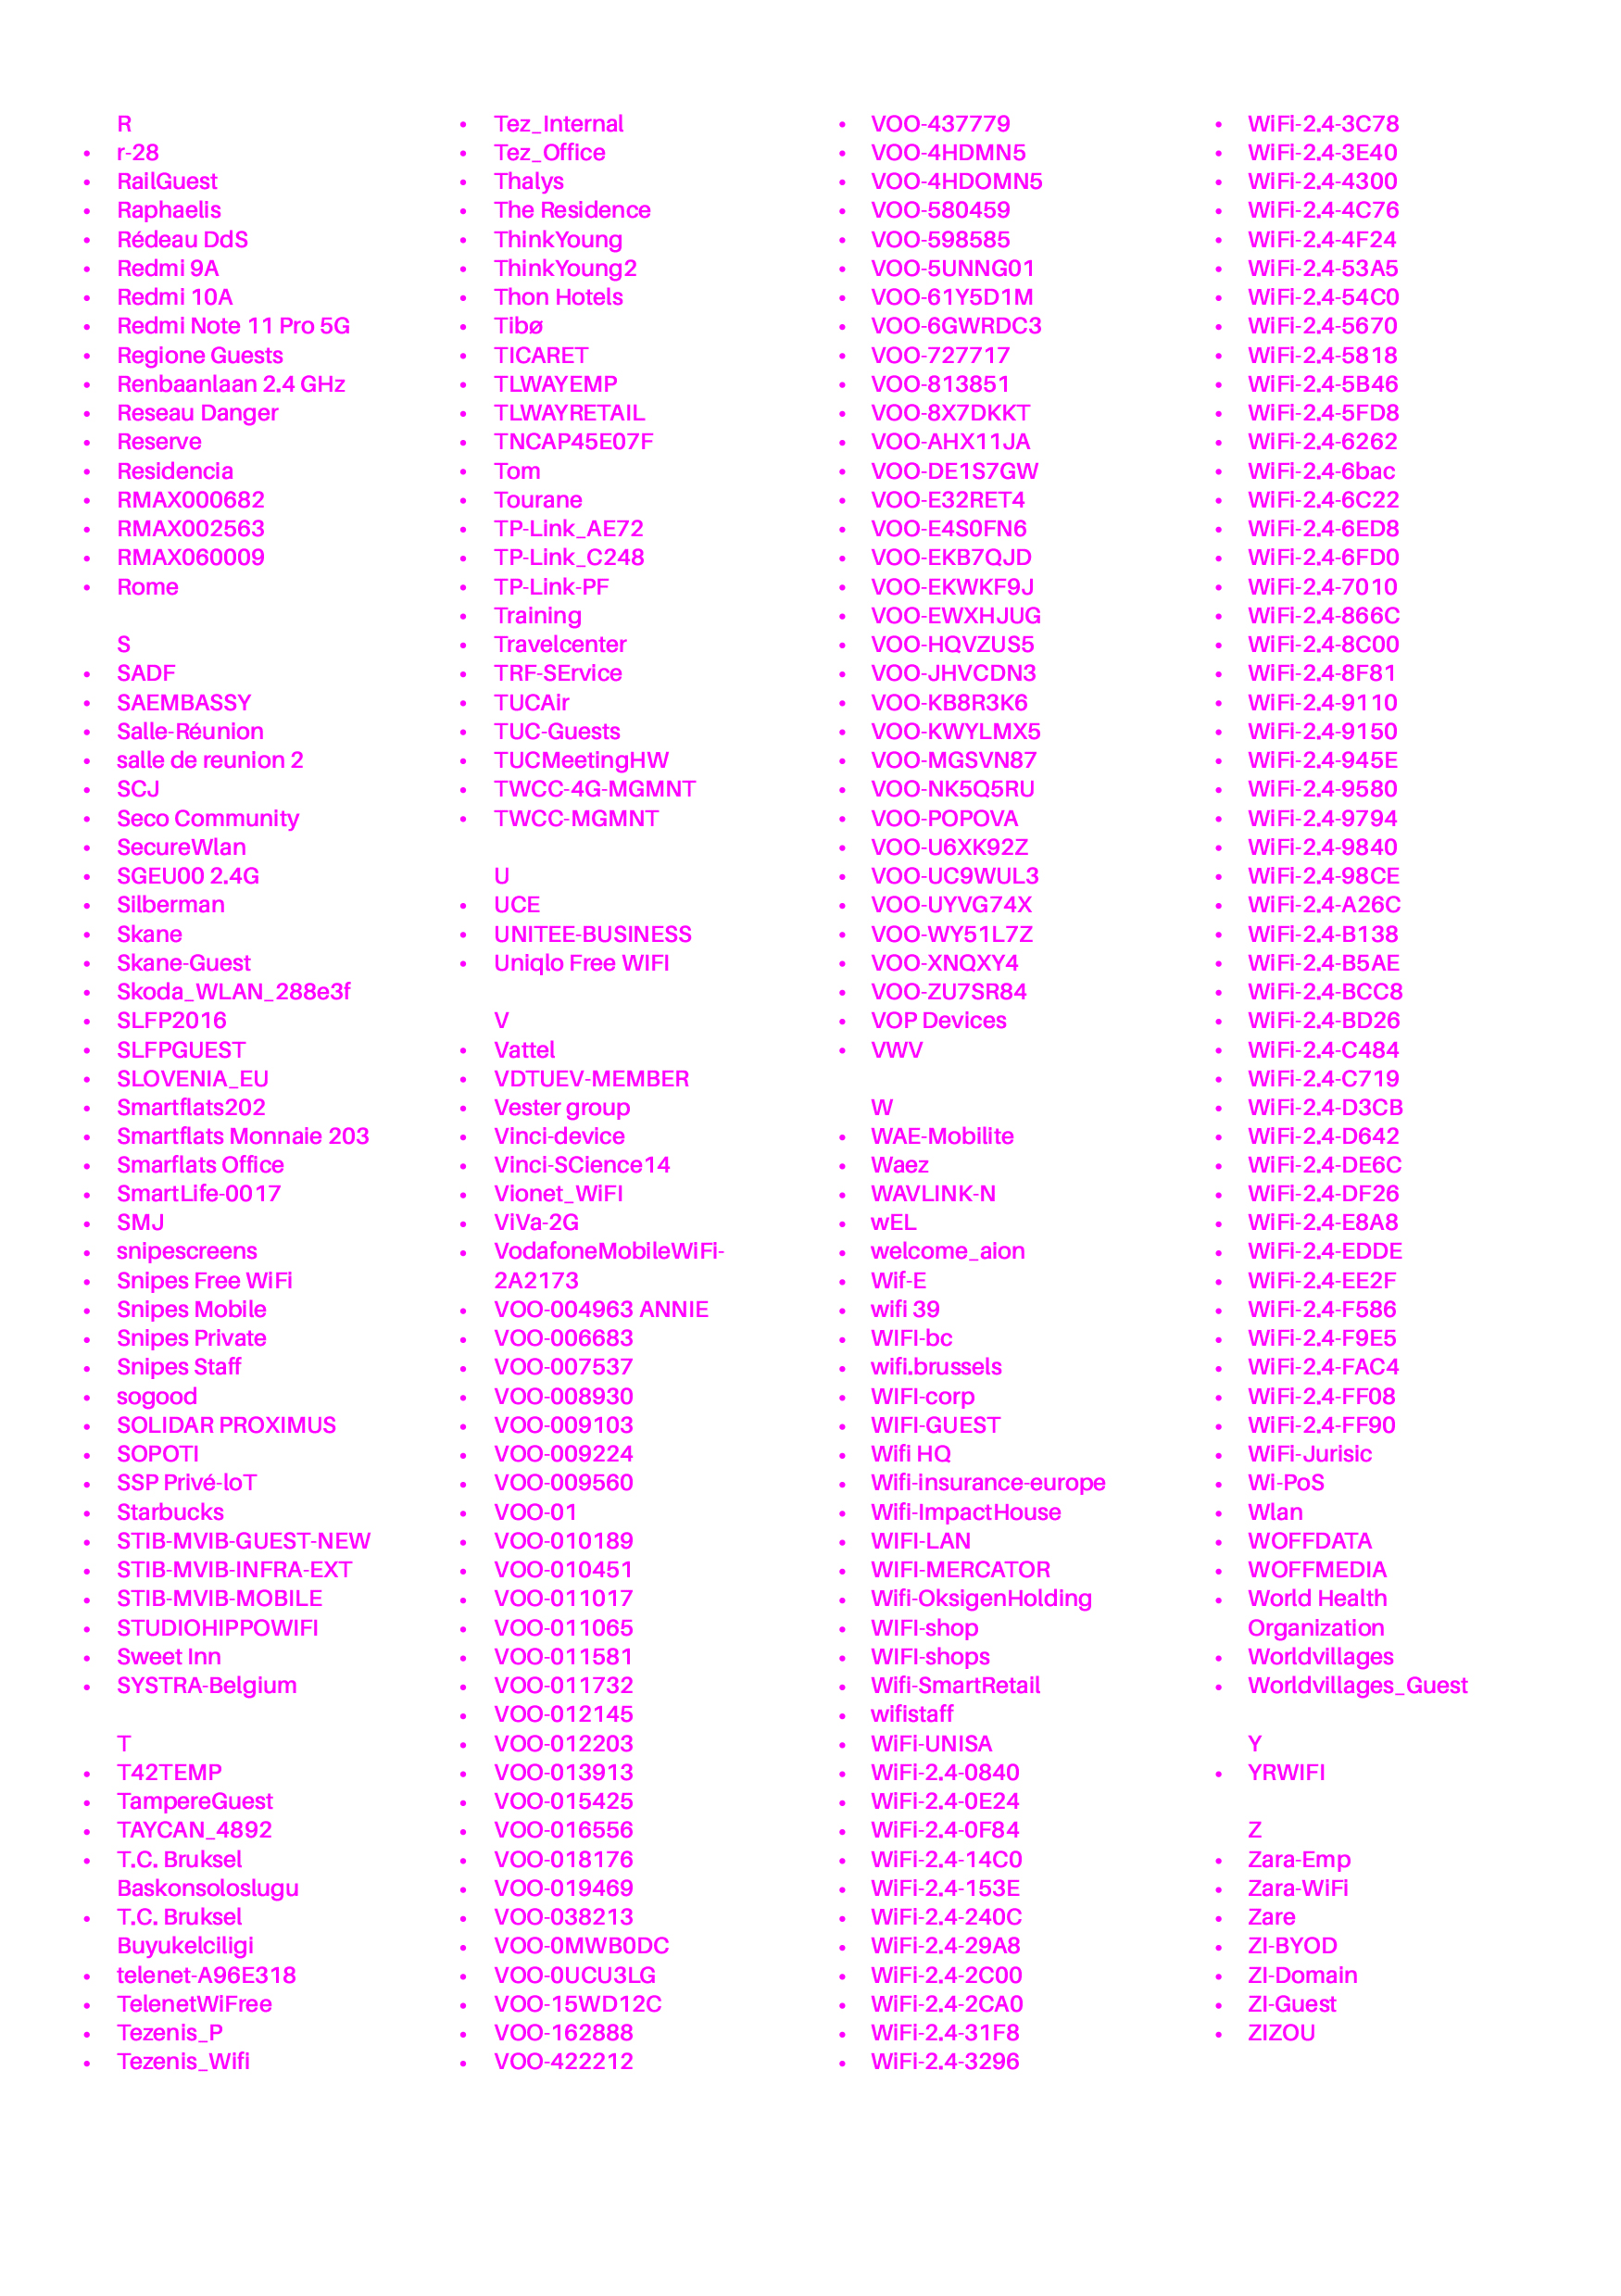 R
• r-28
• RailGuest
• Raphaelis
• Rédeau DdS
• Redmi 9A
• Redmi 10A
• Redmi Note 11 Pro 5G
• Regione Guests
• Renbaanlaan 2.4 GHz
• Reseau Danger
• Reserve
• Residencia
• RMAX000682
• RMAX002563
• RMAX060009
• Rome
S
• SADF
• SAEMBASSY
• Salle-Réunion
• salle de reunion 2
• SCJ
• Seco Community
• SecureWlan
• SGEU00 2.4G
• Silberman
• Skane
• Skane-Guest
• Skoda_WLAN_288e3f
• SLFP2016
• SLFPGUEST
• SLOVENIA_EU
• Smartflats202
• Smartflats Monnaie 203
• Smarflats Office
• SmartLife-0017
• SMJ
• snipescreens
• Snipes Free WiFi
• Snipes Mobile
• Snipes Private
• Snipes Staff
• sogood
• SOLIDAR PROXIMUS
• SOPOTI
• SSP Privé-IoT
• Starbucks
• STIB-MVIB-GUEST-NEW
• STIB-MVIB-INFRA-EXT
• STIB-MVIB-MOBILE
• STUDIOHIPPOWIFI
• Sweet Inn
• SYSTRA-Belgium
T
• T42TEMP
• TampereGuest
• TAYCAN_4892
• T.C. Bruksel
Baskonsoloslugu
• T.C. Bruksel
Buyukelciligi
• telenet-A96E318
• TelenetWiFree
• Tezenis_P
• Tezenis_Wifi
• Tez_Internal
• Tez_Office
• Thalys
• The Residence
• ThinkYoung
• ThinkYoung2
• Thon Hotels
• Tibø
• TICARET
• TLWAYEMP
• TLWAYRETAIL
• TNCAP45E07F
• Tom
• Tourane
• TP-Link_AE72
• TP-Link_C248
• TP-Link-PF
• Training
• Travelcenter
• TRF-SErvice
• TUCAir
• TUC-Guests
• TUCMeetingHW
• TWCC-4G-MGMNT
• TWCC-MGMNT
U
• UCE
• UNITEE-BUSINESS
• Uniqlo Free WIFI
V
• Vattel
• VDTUEV-MEMBER
• Vester group
• Vinci-device
• Vinci-SCience14
• Vionet_WiFI
• ViVa-2G
• VodafoneMobileWiFi-
2A2173
• VOO-004963 ANNIE
• VOO-006683
• VOO-007537
• VOO-008930
• VOO-009103
• VOO-009224
• VOO-009560
• VOO-01
• VOO-010189
• VOO-010451
• VOO-011017
• VOO-011065
• VOO-011581
• VOO-011732
• VOO-012145
• VOO-012203
• VOO-013913
• VOO-015425
• VOO-016556
• VOO-018176
• VOO-019469
• VOO-038213
• VOO-0MWB0DC
• VOO-0UCU3LG
• VOO-15WD12C
• VOO-162888
• VOO-422212
• VOO-437779
• VOO-4HDMN5
• VOO-4HDOMN5
• VOO-580459
• VOO-598585
• VOO-5UNNG01
• VOO-61Y5D1M
• VOO-6GWRDC3
• VOO-727717
• VOO-813851
• VOO-8X7DKKT
• VOO-AHX11JA
• VOO-DE1S7GW
• VOO-E32RET4
• VOO-E4S0FN6
• VOO-EKB7QJD
• VOO-EKWKF9J
• VOO-EWXHJUG
• VOO-HQVZUS5
• VOO-JHVCDN3
• VOO-KB8R3K6
• VOO-KWYLMX5
• VOO-MGSVN87
• VOO-NK5Q5RU
• VOO-POPOVA
• VOO-U6XK92Z
• VOO-UC9WUL3
• VOO-UYVG74X
• VOO-WY51L7Z
• VOO-XNQXY4
• VOO-ZU7SR84
• VOP Devices
• VWV
W
• WAE-Mobilite
• Waez
• WAVLINK-N
• wEL
• welcome_aion
• Wif-E
• wifi 39
• WIFI-bc
• wifi.brussels
• WIFI-corp
• WIFI-GUEST
• Wifi HQ
• Wifi-insurance-europe
• Wifi-ImpactHouse
• WIFI-LAN
• WIFI-MERCATOR
• Wifi-OksigenHolding
• WIFI-shop
• WIFI-shops
• Wifi-SmartRetail
• wifistaff
• WiFi-UNISA
• WiFi-2.4-0840
• WiFi-2.4-0E24
• WiFi-2.4-0F84
• WiFi-2.4-14C0
• WiFi-2.4-153E
• WiFi-2.4-240C
• WiFi-2.4-29A8
• WiFi-2.4-2C00
• WiFi-2.4-2CA0
• WiFi-2.4-31F8
• WiFi-2.4-3296
• WiFi-2.4-3C78
• WiFi-2.4-3E40
• WiFi-2.4-4300
• WiFi-2.4-4C76
• WiFi-2.4-4F24
• WiFi-2.4-53A5
• WiFi-2.4-54C0
• WiFi-2.4-5670
• WiFi-2.4-5818
• WiFi-2.4-5B46
• WiFi-2.4-5FD8
• WiFi-2.4-6262
• WiFi-2.4-6bac
• WiFi-2.4-6C22
• WiFi-2.4-6ED8
• WiFi-2.4-6FD0
• WiFi-2.4-7010
• WiFi-2.4-866C
• WiFi-2.4-8C00
• WiFi-2.4-8F81
• WiFi-2.4-9110
• WiFi-2.4-9150
• WiFi-2.4-945E
• WiFi-2.4-9580
• WiFi-2.4-9794
• WiFi-2.4-9840
• WiFi-2.4-98CE
• WiFi-2.4-A26C
• WiFi-2.4-B138
• WiFi-2.4-B5AE
• WiFi-2.4-BCC8
• WiFi-2.4-BD26
• WiFi-2.4-C484
• WiFi-2.4-C719
• WiFi-2.4-D3CB
• WiFi-2.4-D642
• WiFi-2.4-DE6C
• WiFi-2.4-DF26
• WiFi-2.4-E8A8
• WiFi-2.4-EDDE
• WiFi-2.4-EE2F
• WiFi-2.4-F586
• WiFi-2.4-F9E5
• WiFi-2.4-FAC4
• WiFi-2.4-FF08
• WiFi-2.4-FF90
• WiFi-Jurisic
• Wi-PoS
• Wlan
• WOFFDATA
• WOFFMEDIA
• World Health
Organization
• Worldvillages
• Worldvillages_Guest
Y
• YRWIFI
Z
• Zara-Emp
• Zara-WiFi
• Zare
• ZI-BYOD
• ZI-Domain
• ZI-Guest
• ZIZOU